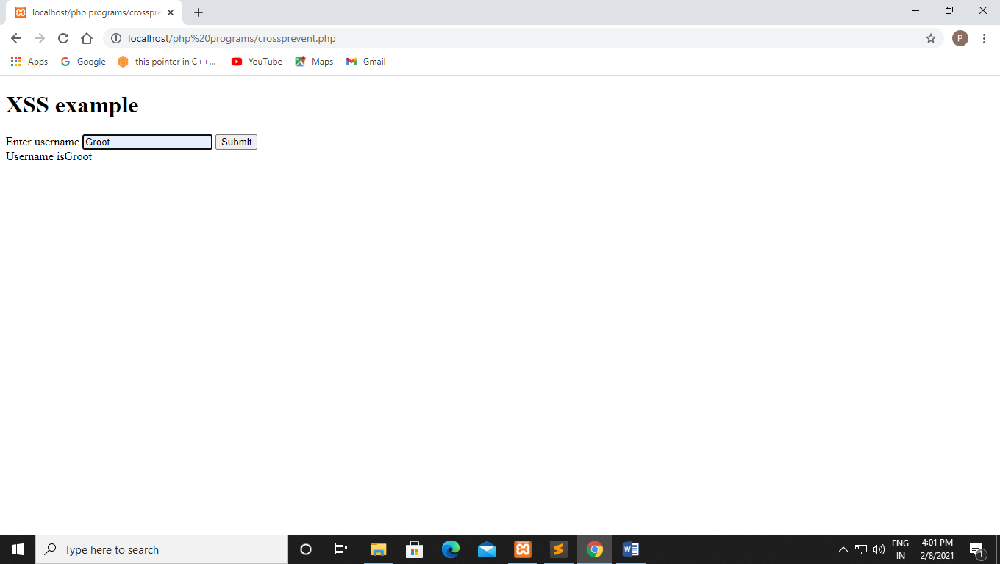 localhost/php programs/crosspre
localhost/php%20programs/crossprevent.php
P
Apps Google this pointer in C++... YouTube Maps Gmail
XSS example
Enter username Groot Submit
Username isGroot
Type here to search
ENG
IN
4:01 PM
2/8/2021
1